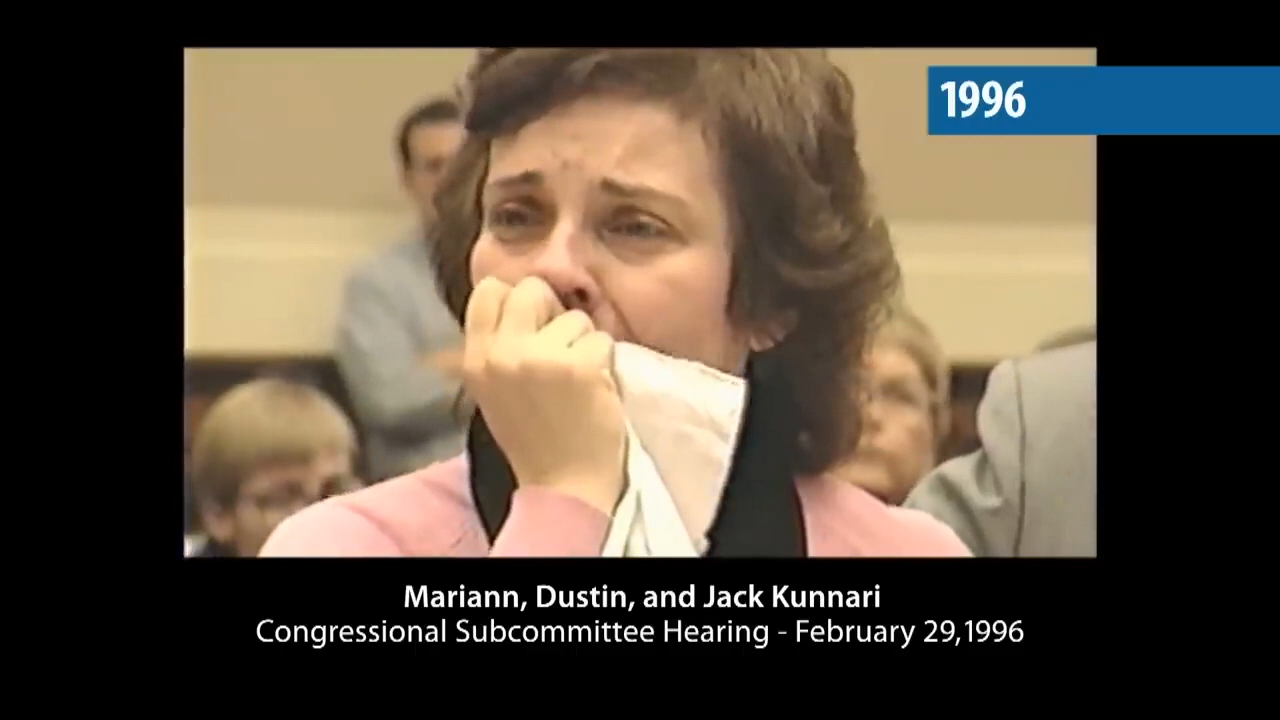 1996
Mariann, Dustin, and Jack Kunnari
Congressional Subcommittee Hearing - February 29,1996